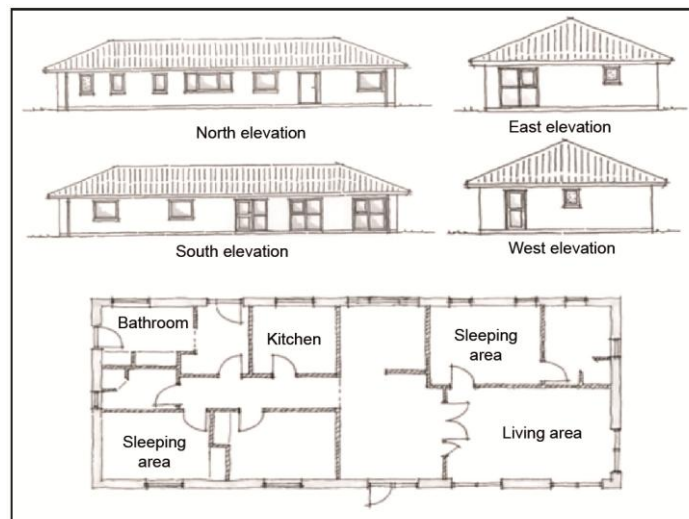 North elevation
East elevation
South elevation
West elevation
Bathroom
Kitchen
Sleeping
area
Sleeping
area
Living area